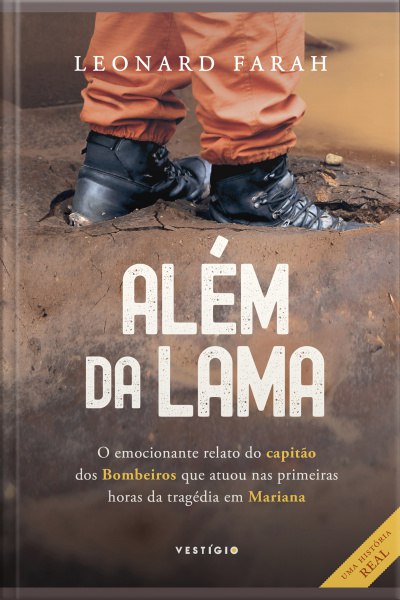 LEONARD FARAH
ALÉM
DA LAMA
O emocionante relato do capitão
dos Bombeiros que atuou nas primeiras
horas da tragédia em Mariana
VESTÍGIO
UMA HISTÓRIA
REAL